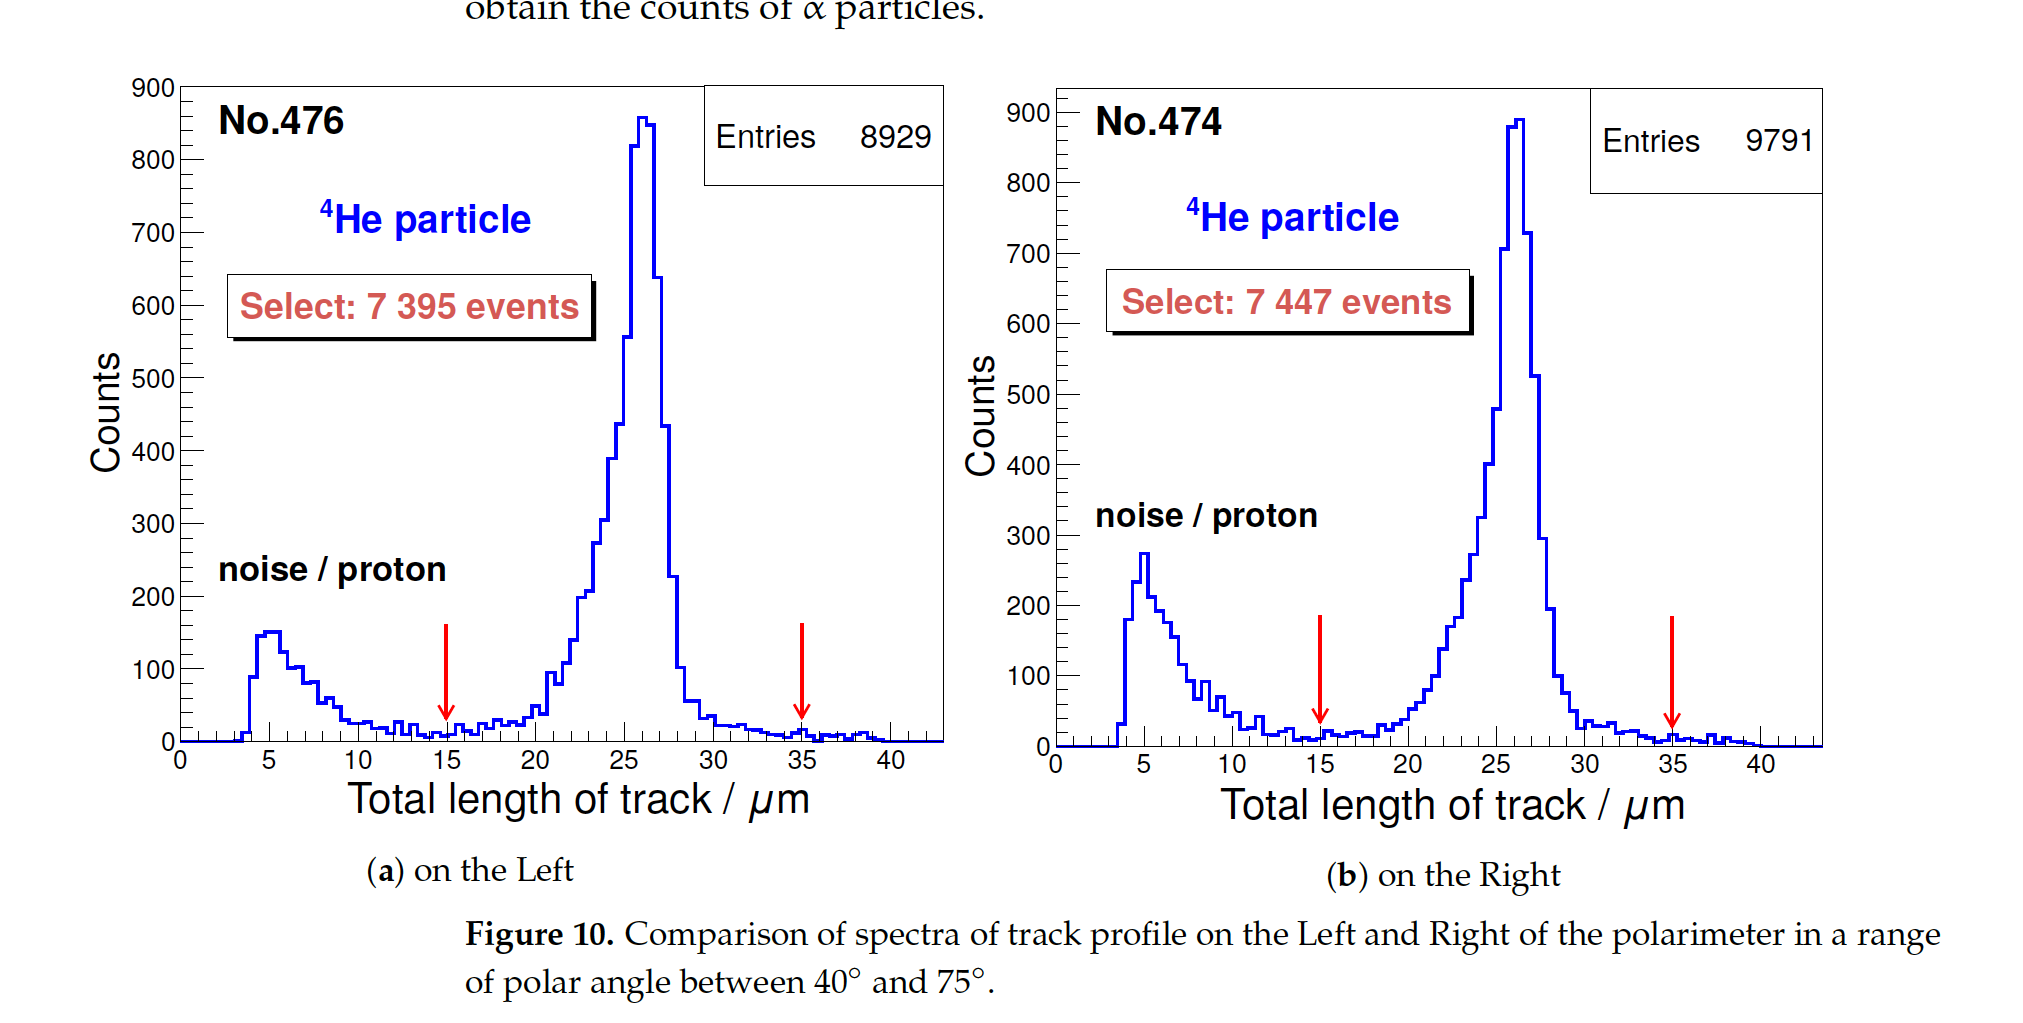 obtain the counts of α particles.
No.476
Entries 8929
⁴He particle
Select: 7 395 events
noise / proton
Counts
900
800
700
600
500
400
300
200
100
0
0 5 10 15 20 25 30 35 40
Total length of track / μm
(a) on the Left
No.474
Entries 9791
⁴He particle
Select: 7 447 events
noise / proton
Counts
900
800
700
600
500
400
300
200
100
0
0 5 10 15 20 25 30 35 40
Total length of track / μm
(b) on the Right
Figure 10. Comparison of spectra of track profile on the Left and Right of the polarimeter in a range
of polar angle between 40° and 75°.